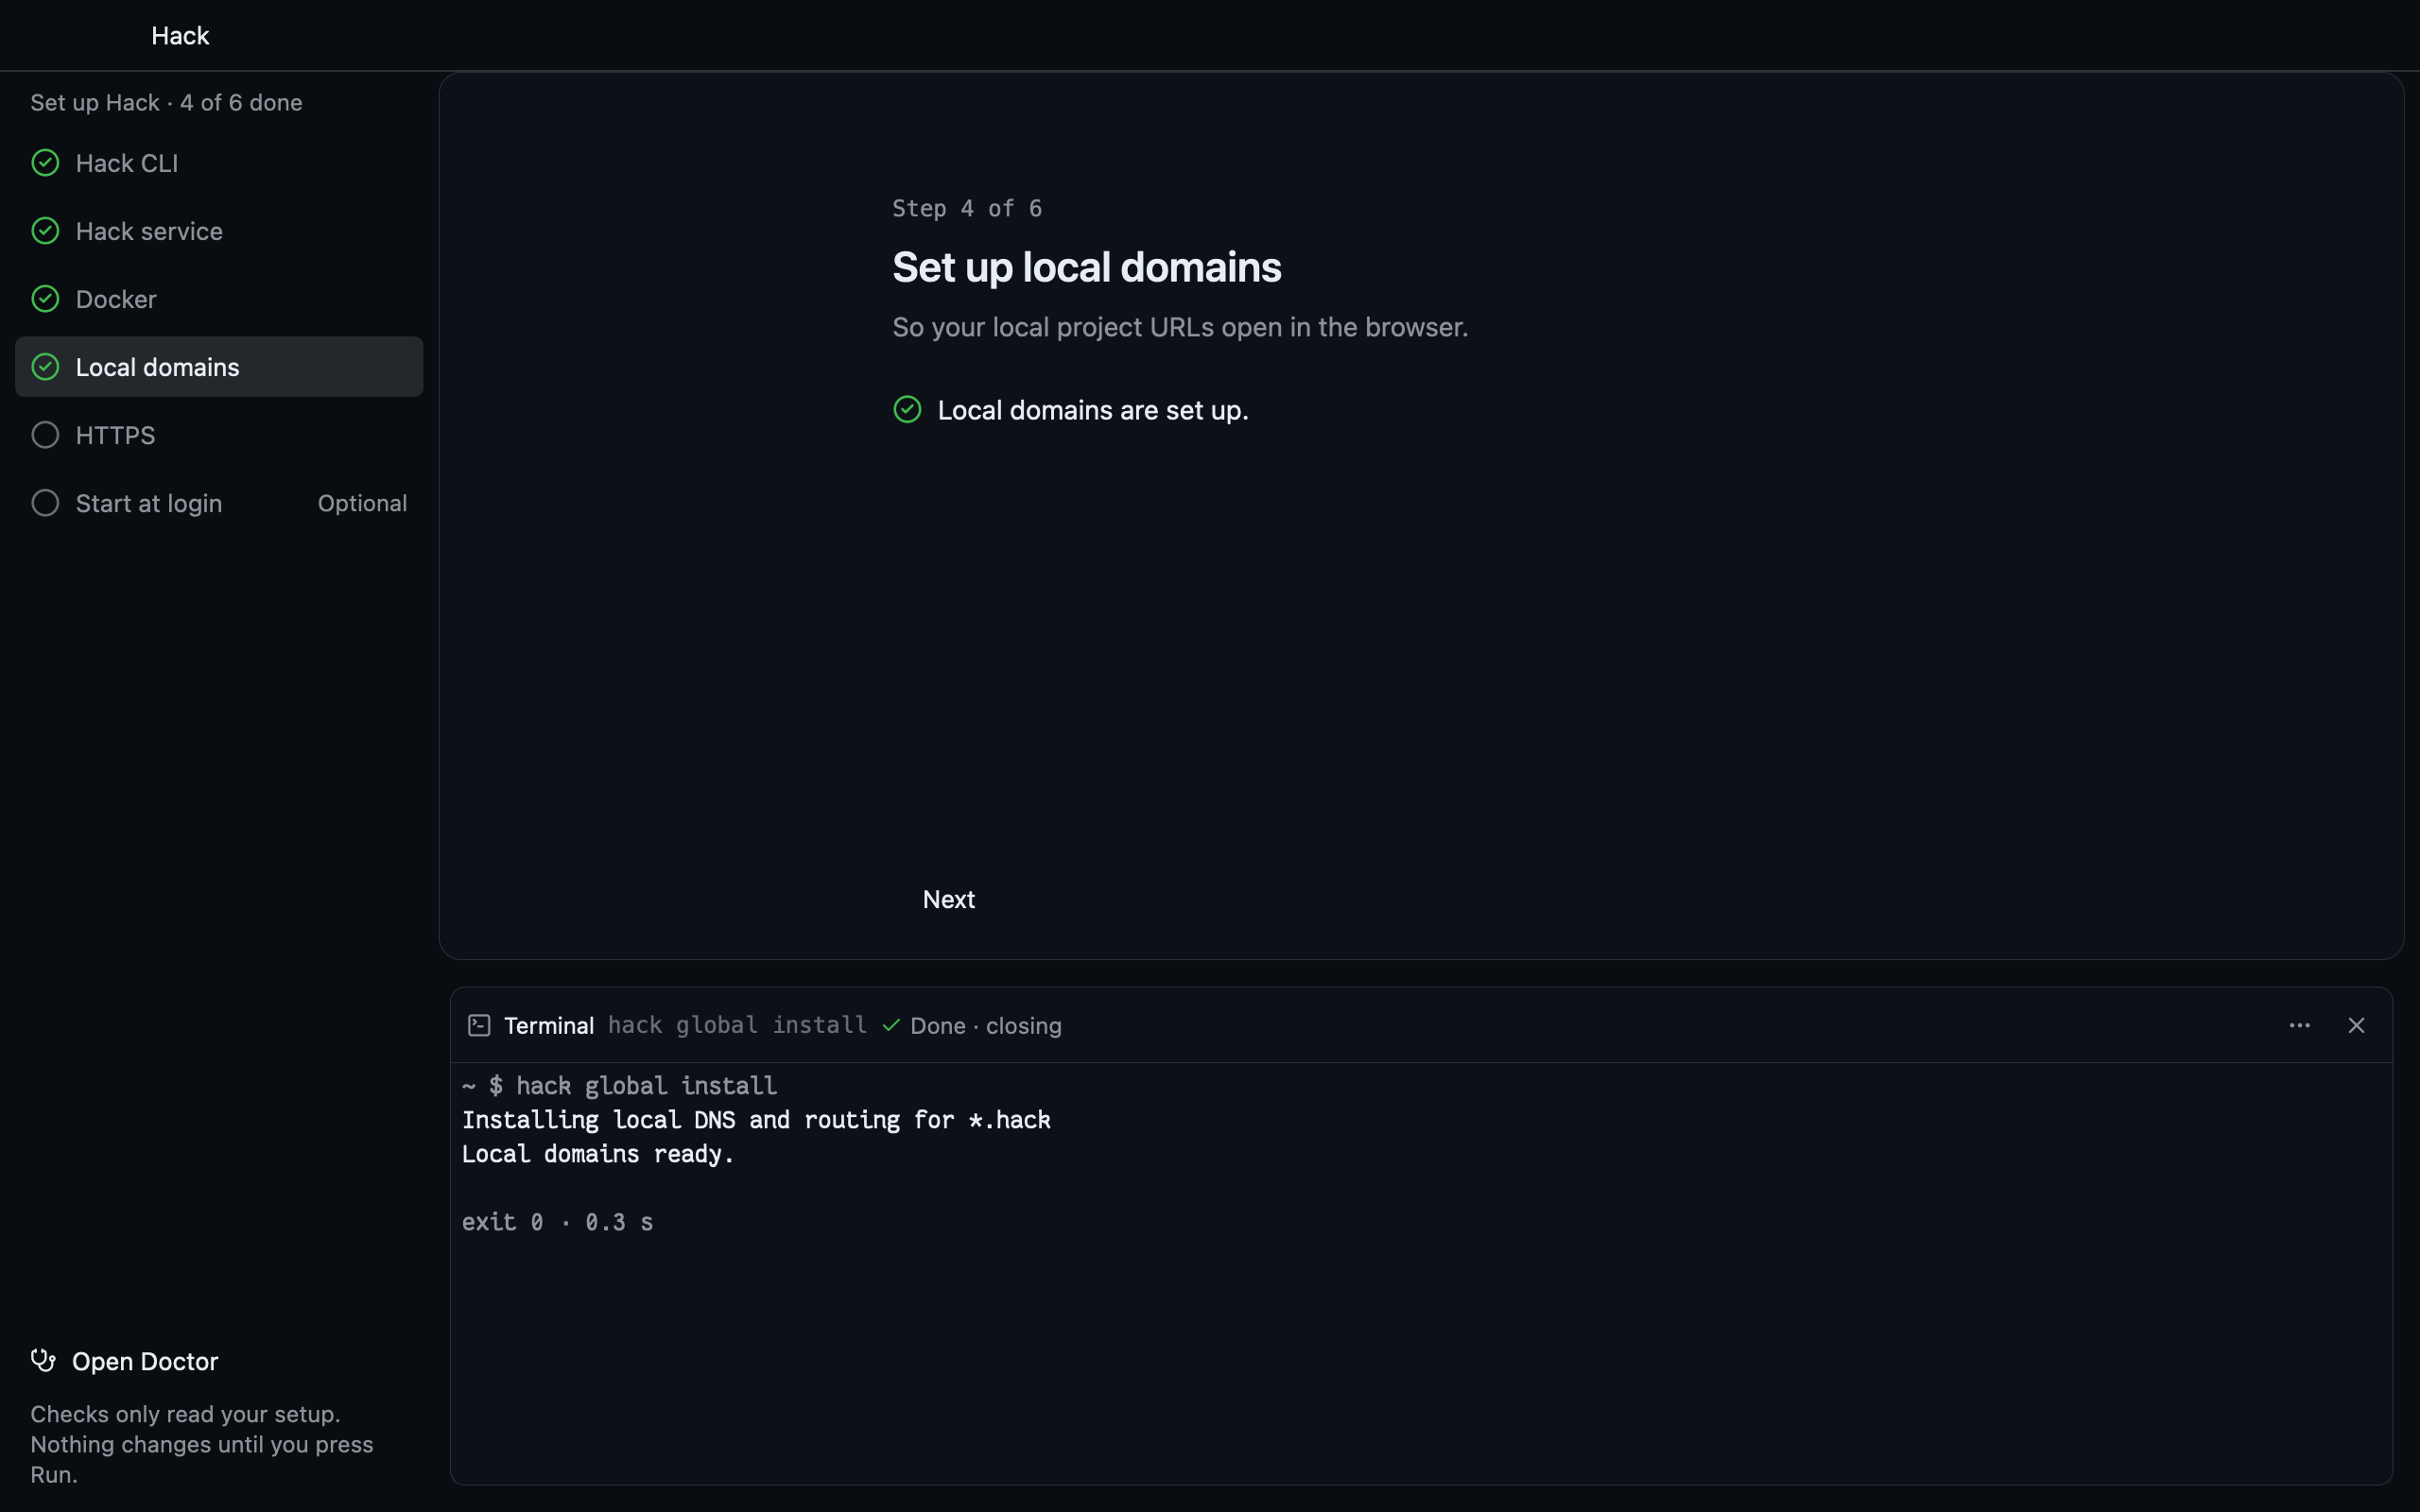 Hack
Set up Hack · 4 of 6 done
Hack CLI
Hack service
Docker
Local domains
HTTPS
Start at login Optional
Open Doctor
Checks only read your setup.
Nothing changes until you press
Run.
Step 4 of 6
Set up local domains
So your local project URLs open in the browser.
Local domains are set up.
Next
Terminal hack global install Done · closing
~ $ hack global install
Installing local DNS and routing for *.hack
Local domains ready.
exit 0 · 0.3 s